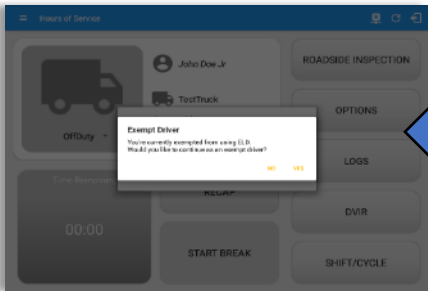 Hours of Service
John Doe Jr
TestTruck
OffDuty
Time Remaining
00:00
RECAP
START BREAK
ROADSIDE INSPECTION
OPTIONS
LOGS
DVIR
SHIFT/CYCLE
Exempt Driver
You're currently exempted from using ELD.
Would you like to continue as an exempt driver?
NO YES